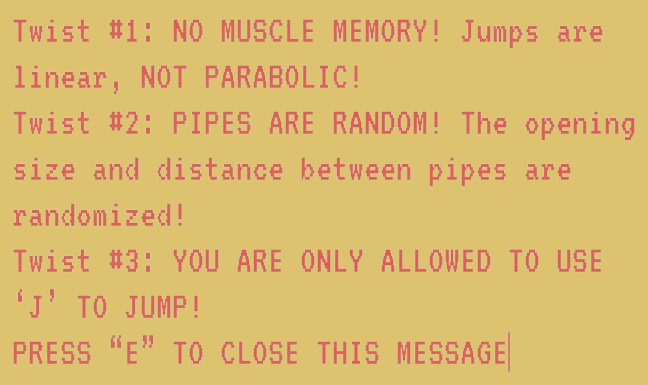 Twist #1: NO MUSCLE MEMORY! Jumps are
linear, NOT PARABOLIC!
Twist #2: PIPES ARE RANDOM! The opening
size and distance between pipes are
randomized!
Twist #3: YOU ARE ONLY ALLOWED TO USE
‘J’ TO JUMP!
PRESS “E” TO CLOSE THIS MESSAGE